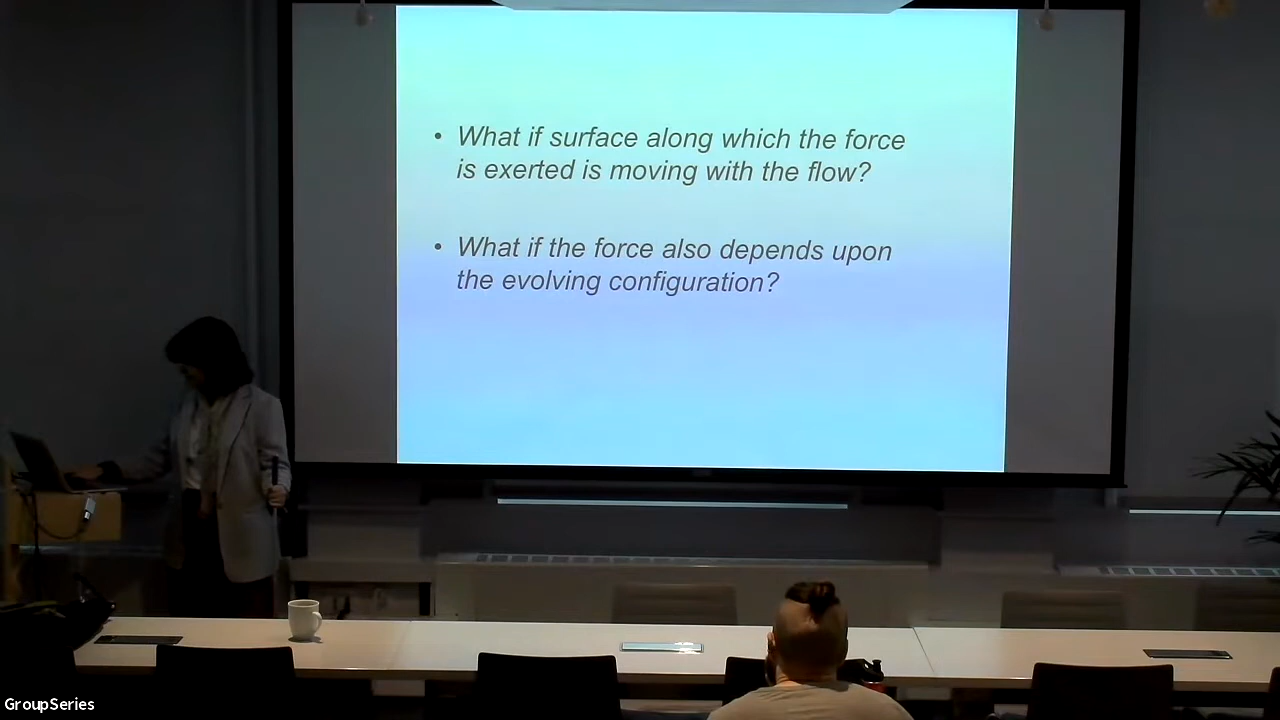 • What if surface along which the force
is exerted is moving with the flow?
• What if the force also depends upon
the evolving configuration?
GroupSeries